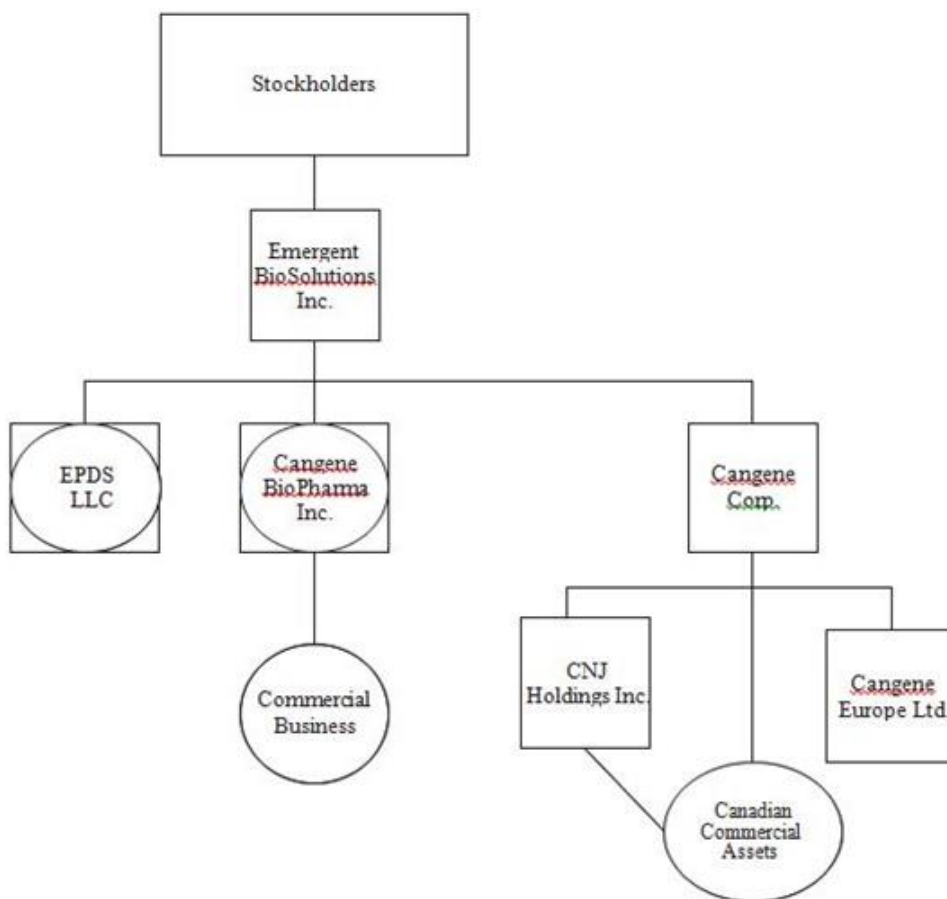 Stockholders
Emergent
BioSolutions
Inc.
EPDS
LLC
Cangene
BioPharma
Inc.
Cangene
Corp.
Commercial
Business
CNJ
Holdings Inc.
Cangene
Europe Ltd
Canadian
Commercial
Assets